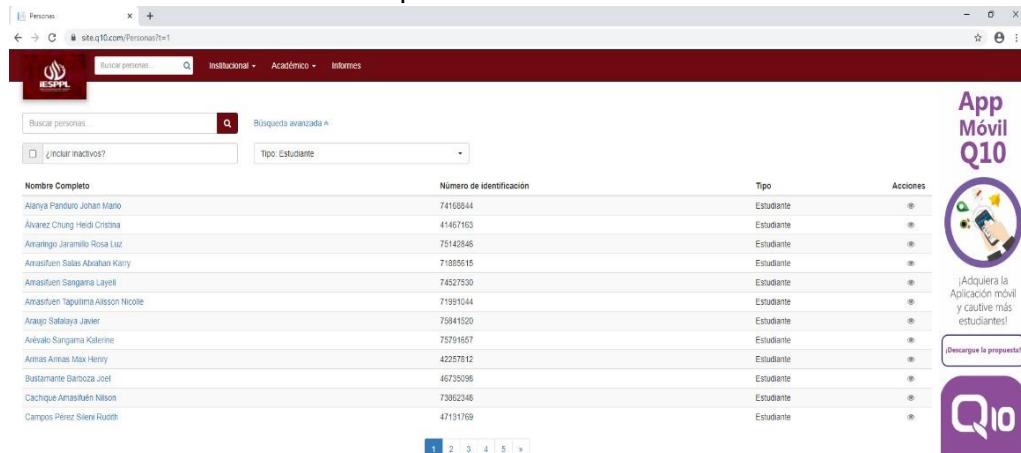 Personas
site.q10.com/Personas?t=1
IESPPL
Buscar personas...
Institucional
Académico
Informes
Buscar personas...
Búsqueda avanzada
¿Incluir inactivos?
Tipo: Estudiante
Nombre Completo Número de identificación Tipo Acciones
Alanya Panduro Johan Mario 74168844 Estudiante
Álvarez Chung Heidi Cristina 41467163 Estudiante
Amaringo Jaramillo Rosa Luz 75142846 Estudiante
Amasifuen Salas Abrahan Karry 71885615 Estudiante
Amasifuen Sangama Layeli 74527530 Estudiante
Amasifuen Tapullima Alisson Nicolle 71991044 Estudiante
Araujo Satalaya Javier 75841520 Estudiante
Arévalo Sangama Katerine 75791657 Estudiante
Armas Armas Max Henry 42257812 Estudiante
Bustamante Barboza Joel 46735096 Estudiante
Cachique Amasifuén Nilson 73862346 Estudiante
Campos Pérez Sileni Rudith 47131769 Estudiante
1 2 3 4 5 »
App
Móvil
Q10
¡Adquiera la
Aplicación móvil
y cautive más
estudiantes!
¡Descargue la propuesta!
Q10